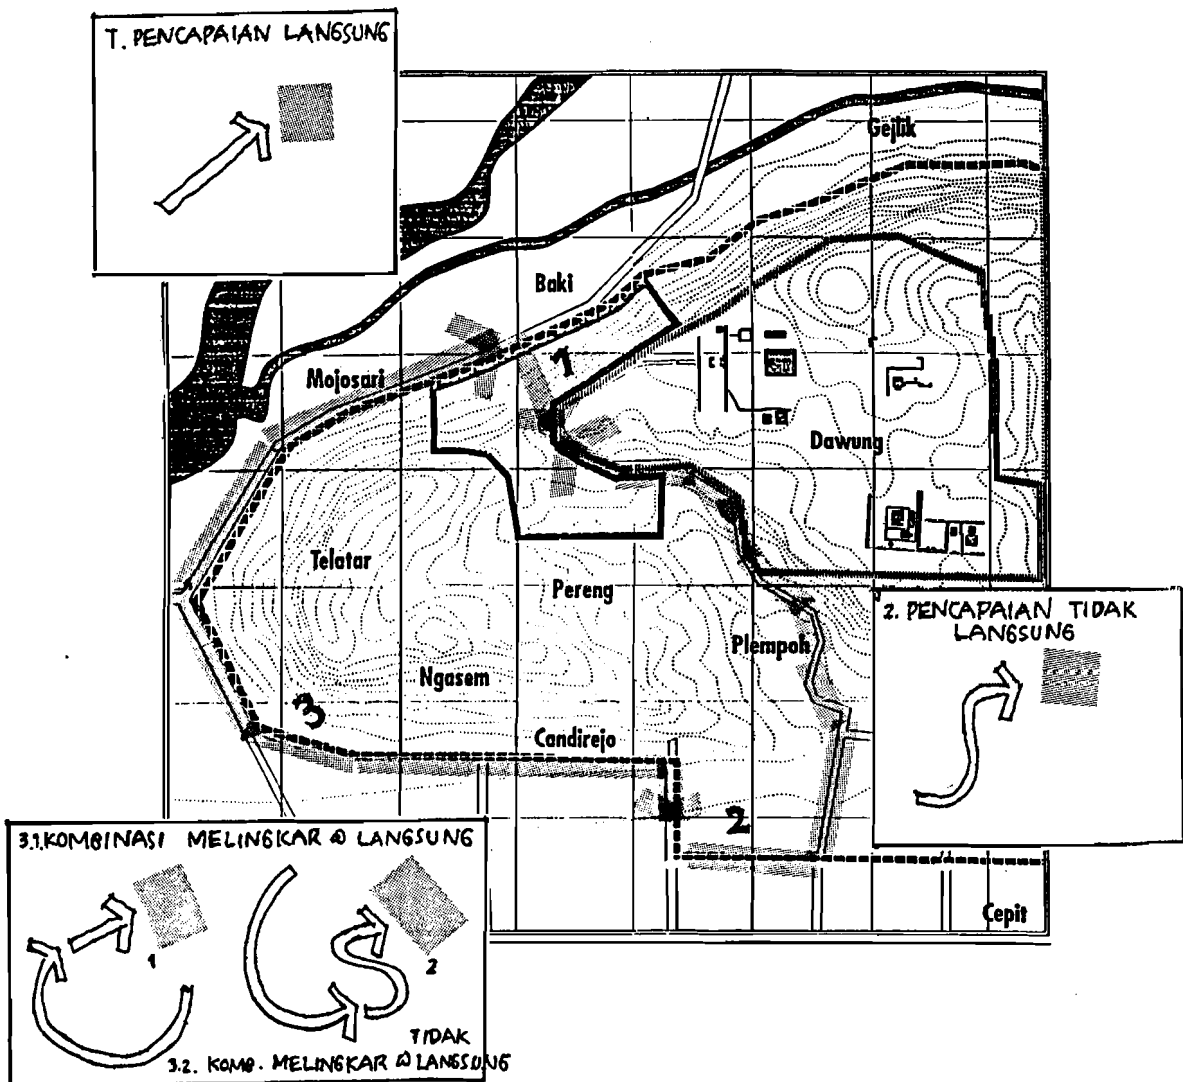 T. PENCAPAIAN LANGSUNG
Gejlik
Baki
1
Mojosari
Dawung
Telatar
Pereng
2. PENCAPAIAN TIDAK
LANGSUNG
Plempoh
Ngasem
3
Candirejo
2
3.1. KOMBINASI MELINGKAR & LANGSUNG
Cepit
1
2
TIDAK
3.2. KOMB. MELINGKAR & LANGSUNG